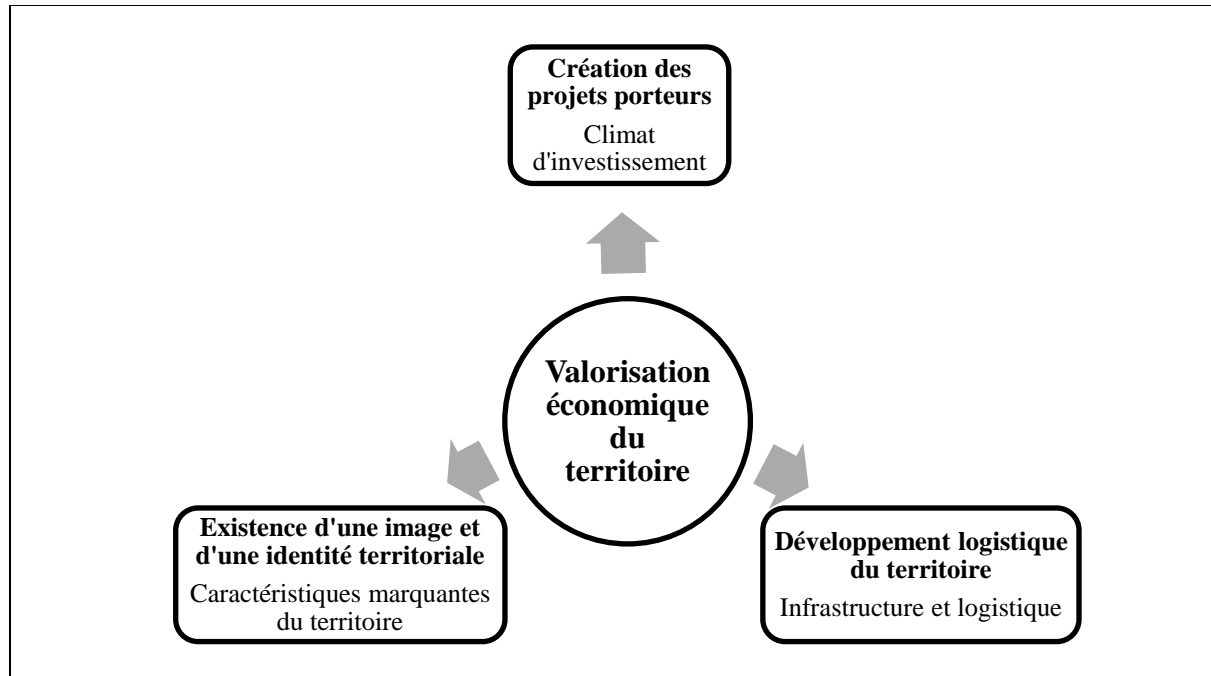 Création des
projets porteurs
Climat
d'investissement
Valorisation
économique
du
territoire
Existence d'une image et
d'une identité territoriale
Caractéristiques marquantes
du territoire
Développement logistique
du territoire
Infrastructure et logistique